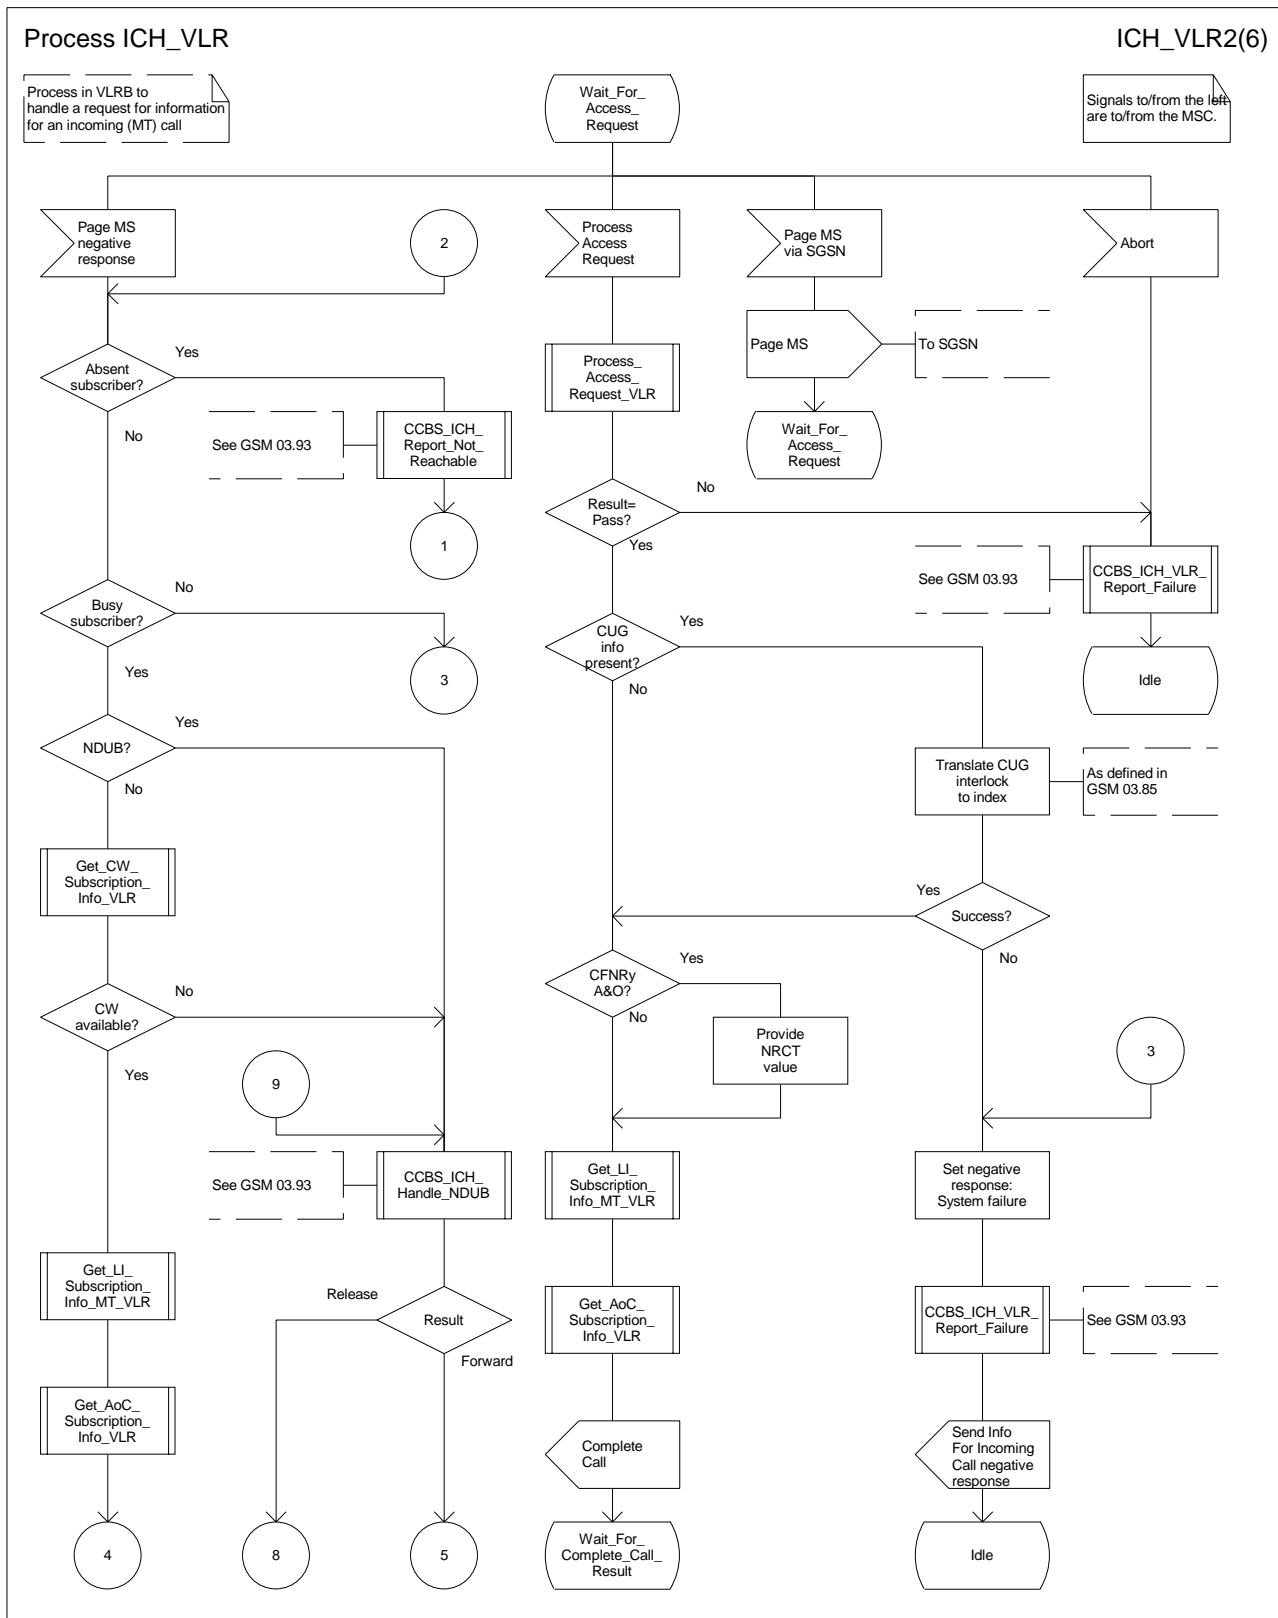 Process ICH_VLR
ICH_VLR2(6)
Process in VLRB to
handle a request for information
for an incoming (MT) call
Wait_For_
Access_
Request
Signals to/from the left
are to/from the MSC.
Page MS
negative
response
2
Process
Access
Request
Page MS
via SGSN
Abort
Absent
subscriber?
Yes
No
Process_
Access_
Request_VLR
Page MS
To SGSN
See GSM 03.93
CCBS_ICH_
Report_Not_
Reachable
Wait_For_
Access_
Request
1
Result=
Pass?
No
Yes
See GSM 03.93
CCBS_ICH_VLR_
Report_Failure
Busy
subscriber?
No
Yes
3
CUG
info
present?
Yes
No
Idle
NDUB?
Yes
No
Translate CUG
interlock
to index
As defined in
GSM 03.85
Get_CW_
Subscription_
Info_VLR
Yes
Success?
No
CW
available?
No
Yes
CFNRy
A&O?
Yes
No
Provide
NRCT
value
3
9
See GSM 03.93
CCBS_ICH_
Handle_NDUB
Get_LI_
Subscription_
Info_MT_VLR
Set negative
response:
System failure
Get_LI_
Subscription_
Info_MT_VLR
Release
Result
Forward
Get_AoC_
Subscription_
Info_VLR
CCBS_ICH_VLR_
Report_Failure
See GSM 03.93
Get_AoC_
Subscription_
Info_VLR
Complete
Call
Send Info
For Incoming
Call negative
response
4
8
5
Wait_For_
Complete_Call_
Result
Idle